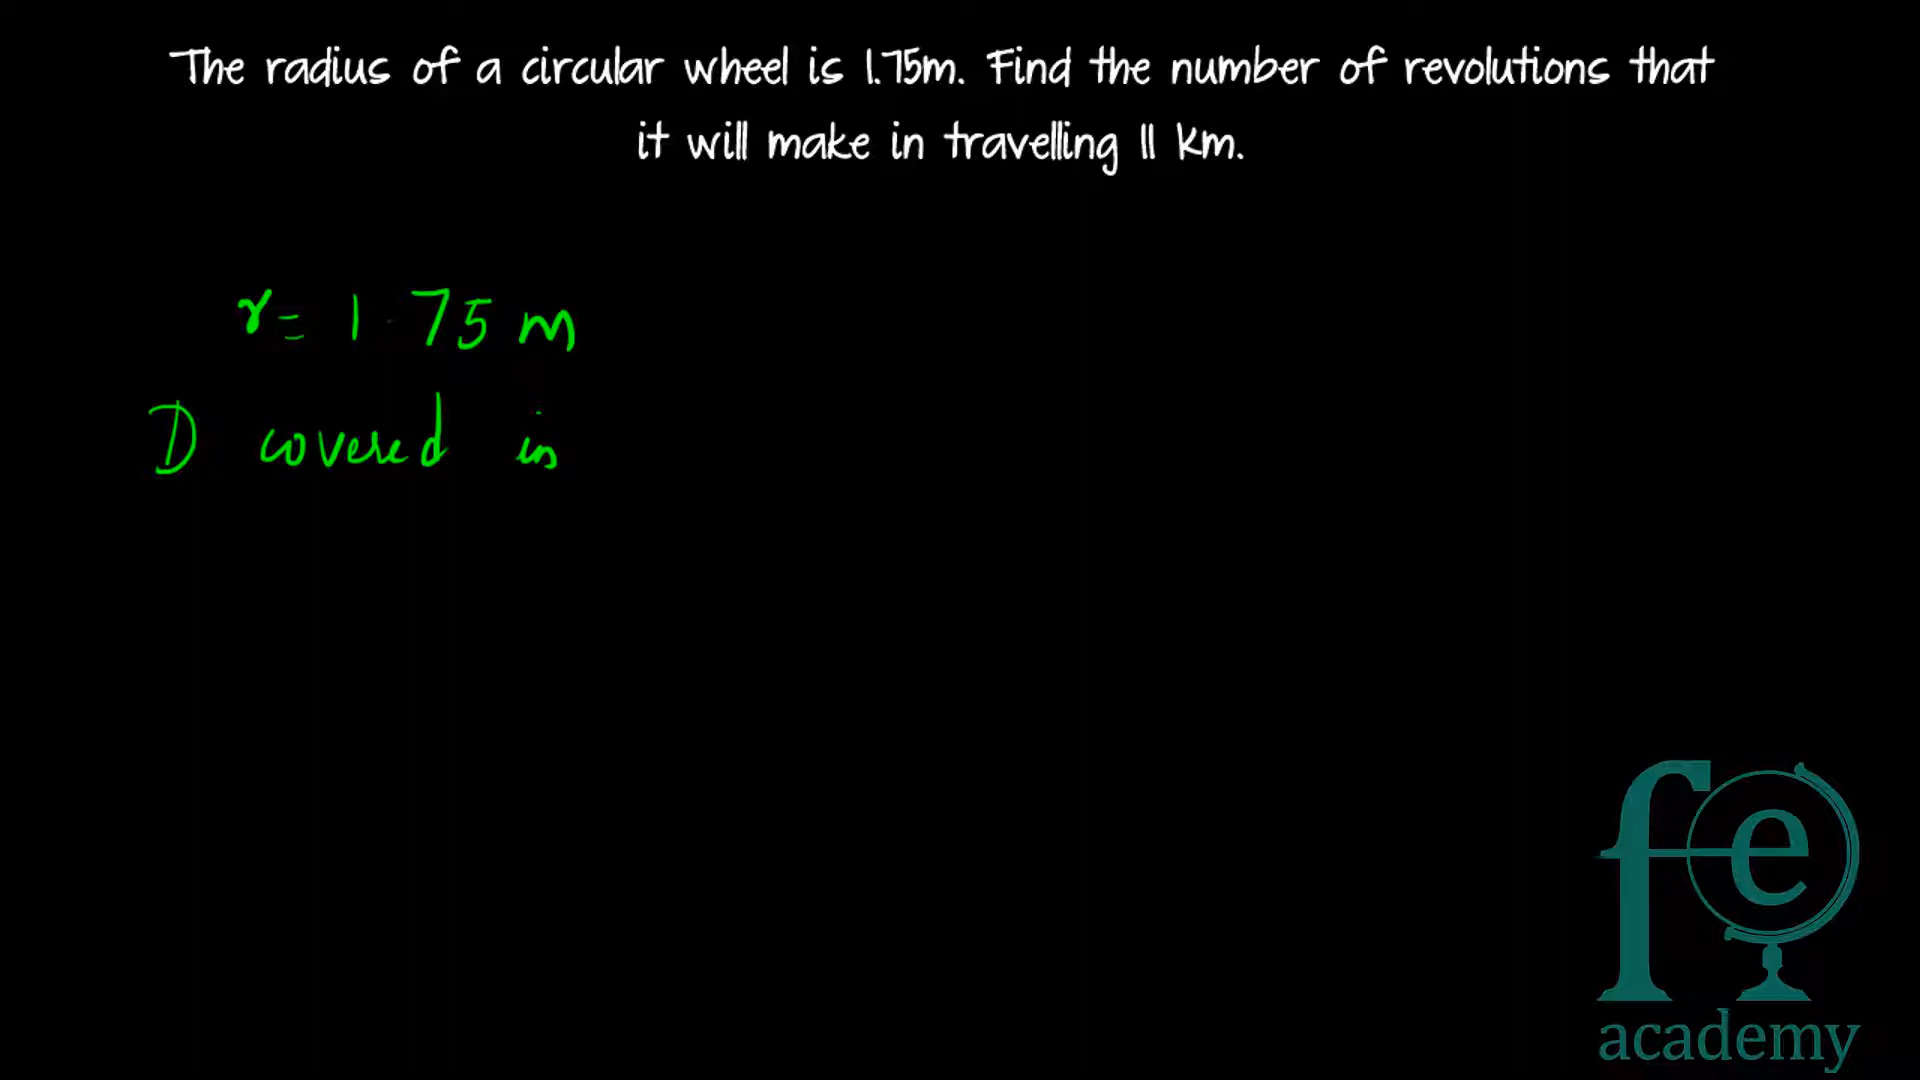 The radius of a circular wheel is 1.75m. Find the number of revolutions that
it will make in travelling 11 km.
r= 1.75 m
D covered in
fe
academy